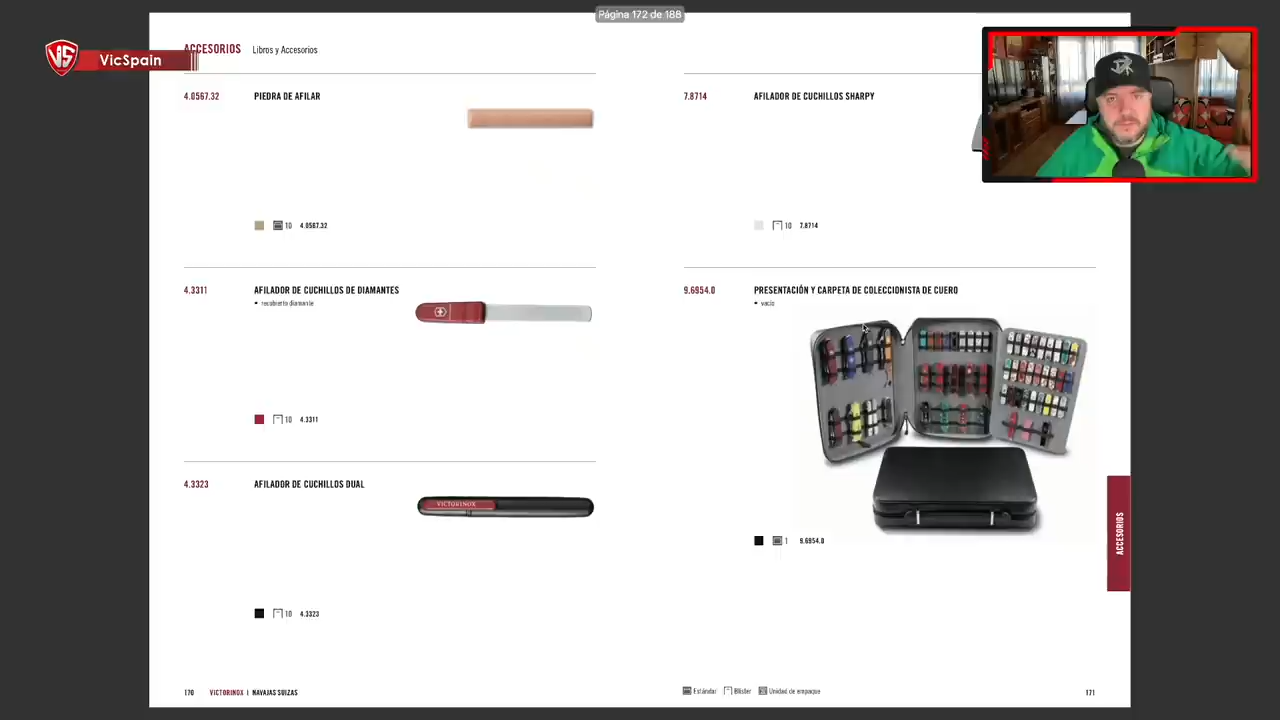 Página 172 de 188
VS
VicSpain
ACCESORIOS Libros y Accesorios
4.0567.32 PIEDRA DE AFILAR
10 4.0567.32
4.3311 AFILADOR DE CUCHILLOS DE DIAMANTES
• recubierto diamante
10 4.3311
4.3323 AFILADOR DE CUCHILLOS DUAL
VICTORINOX
10 4.3323
170 VICTORINOX | NAVAJAS SUIZAS
7.8714 AFILADOR DE CUCHILLOS SHARPY
10 7.8714
9.6954.0 PRESENTACIÓN Y CARPETA DE COLECCIONISTA DE CUERO
• vacío
1 9.6954.0
ACCESORIOS
Estándar Blíster Unidad de empaque
171